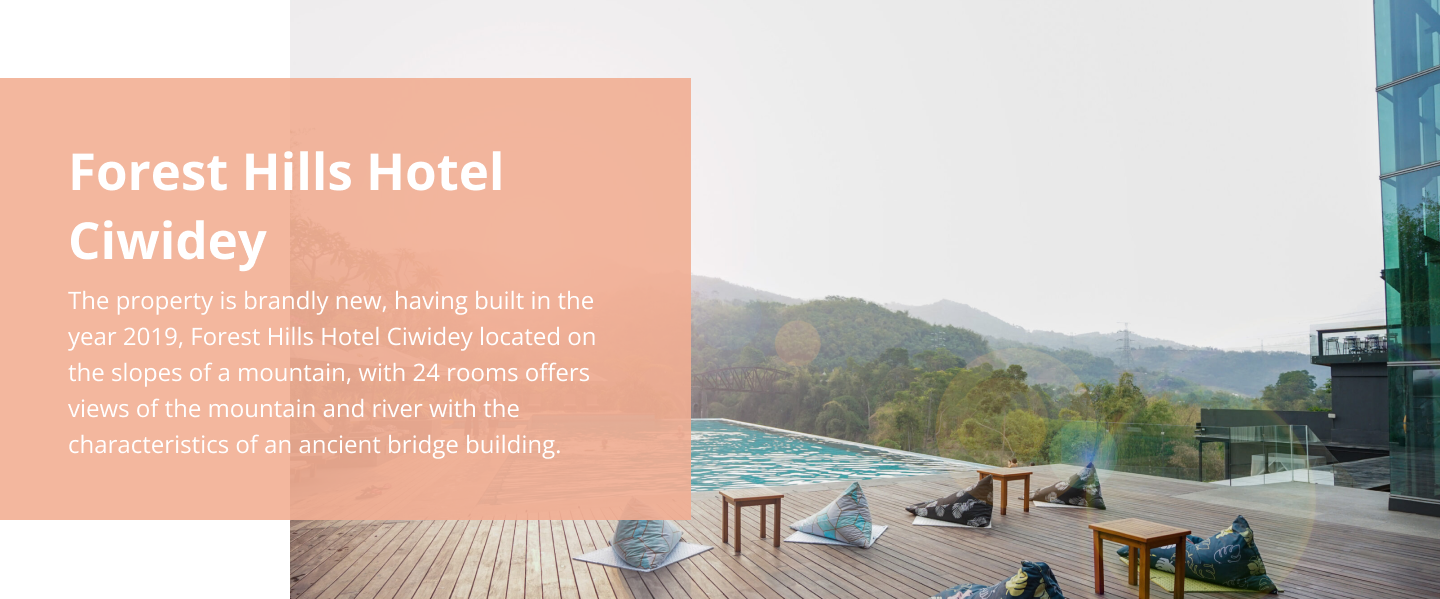 Forest Hills Hotel
Ciwidey
The property is brandly new, having built in the
year 2019, Forest Hills Hotel Ciwidey located on
the slopes of a mountain, with 24 rooms offers
views of the mountain and river with the
characteristics of an ancient bridge building.